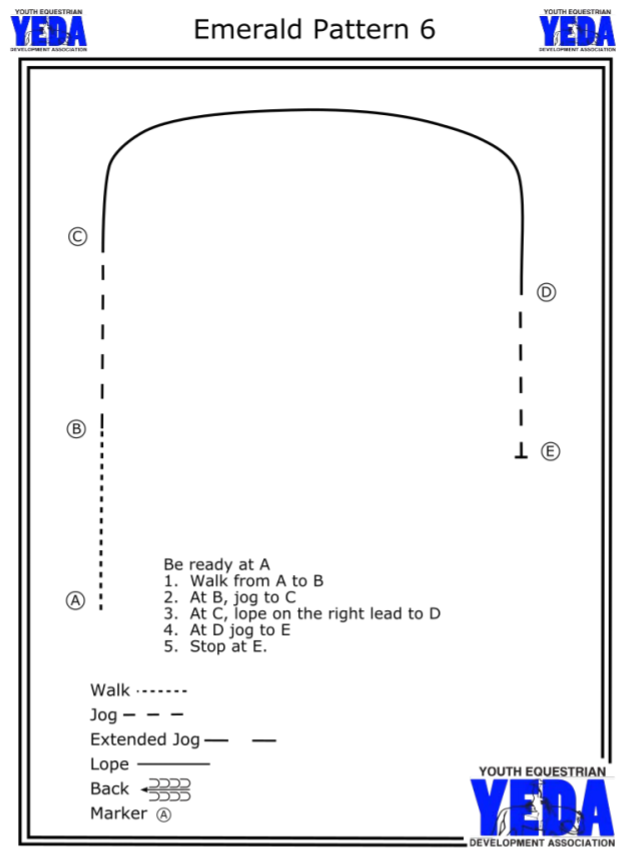 YOUTH EQUESTRIAN
YEDA
DEVELOPMENT ASSOCIATION
Emerald Pattern 6
YOUTH EQUESTRIAN
YEDA
DEVELOPMENT ASSOCIATION
C
D
B
E
A
Be ready at A
1. Walk from A to B
2. At B, jog to C
3. At C, lope on the right lead to D
4. At D jog to E
5. Stop at E.
Walk
Jog
Extended Jog
Lope
Back
Marker A
YOUTH EQUESTRIAN
YEDA
DEVELOPMENT ASSOCIATION